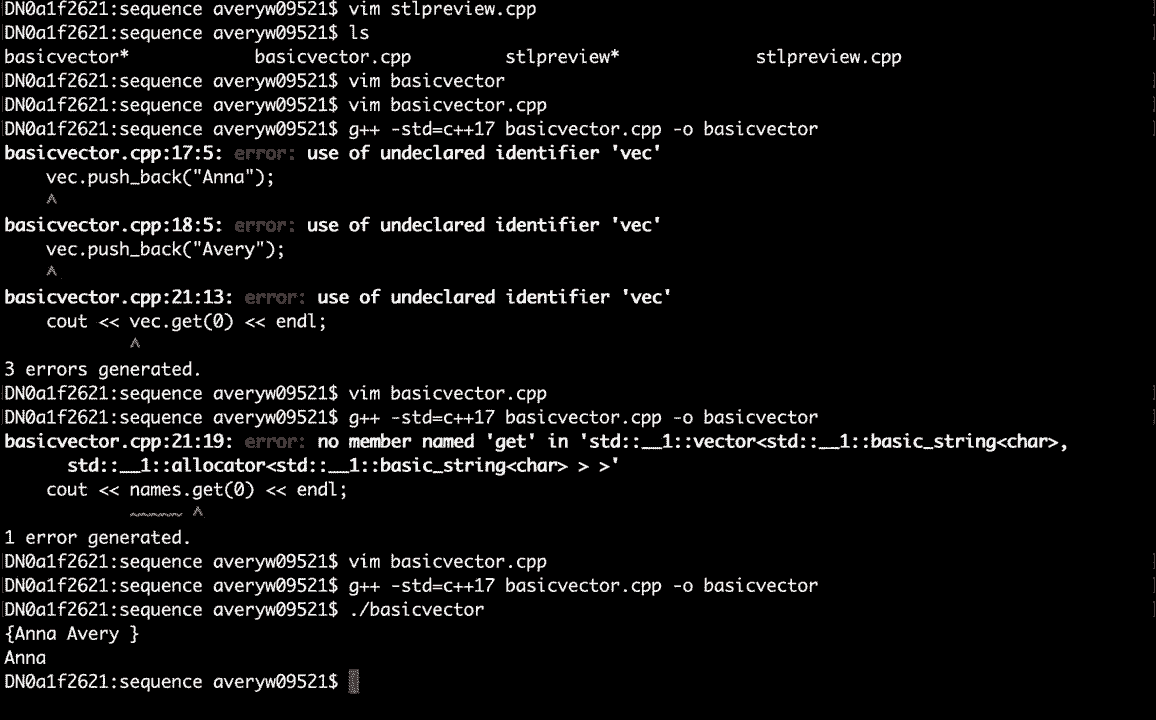 DN0a1f2621:sequence averyw09521$ vim stlpreview.cpp
DN0a1f2621:sequence averyw09521$ ls
basicvector* basicvector.cpp stlpreview* stlpreview.cpp
DN0a1f2621:sequence averyw09521$ vim basicvector
DN0a1f2621:sequence averyw09521$ vim basicvector.cpp
DN0a1f2621:sequence averyw09521$ g++ -std=c++17 basicvector.cpp -o basicvector
basicvector.cpp:17:5: error: use of undeclared identifier 'vec'
    vec.push_back("Anna");
    ^
basicvector.cpp:18:5: error: use of undeclared identifier 'vec'
    vec.push_back("Avery");
    ^
basicvector.cpp:21:13: error: use of undeclared identifier 'vec'
    cout << vec.get(0) << endl;
            ^
3 errors generated.
DN0a1f2621:sequence averyw09521$ vim basicvector.cpp
DN0a1f2621:sequence averyw09521$ g++ -std=c++17 basicvector.cpp -o basicvector
basicvector.cpp:21:19: error: no member named 'get' in 'std::__1::vector<std::__1::basic_string<char>,
      std::__1::allocator<std::__1::basic_string<char> > >'
    cout << names.get(0) << endl;
            ~~~~~ ^
1 error generated.
DN0a1f2621:sequence averyw09521$ vim basicvector.cpp
DN0a1f2621:sequence averyw09521$ g++ -std=c++17 basicvector.cpp -o basicvector
DN0a1f2621:sequence averyw09521$ ./basicvector
{Anna Avery }
Anna
DN0a1f2621:sequence averyw09521$